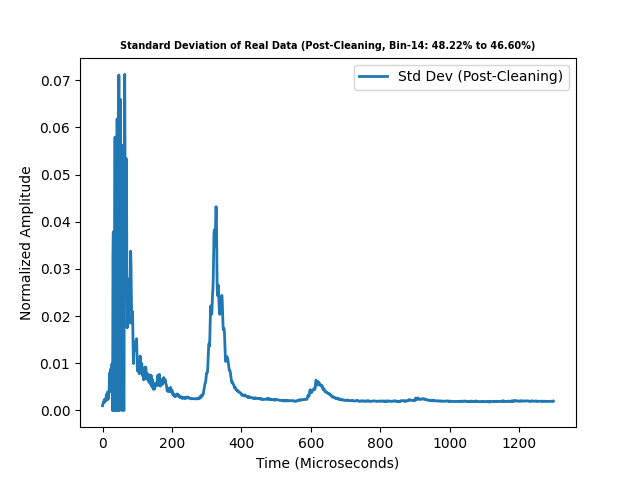 Standard Deviation of Real Data (Post-Cleaning, Bin-14: 48.22% to 46.60%)
Std Dev (Post-Cleaning)
Normalized Amplitude
0.07
0.06
0.05
0.04
0.03
0.02
0.01
0.00
0 200 400 600 800 1000 1200
Time (Microseconds)